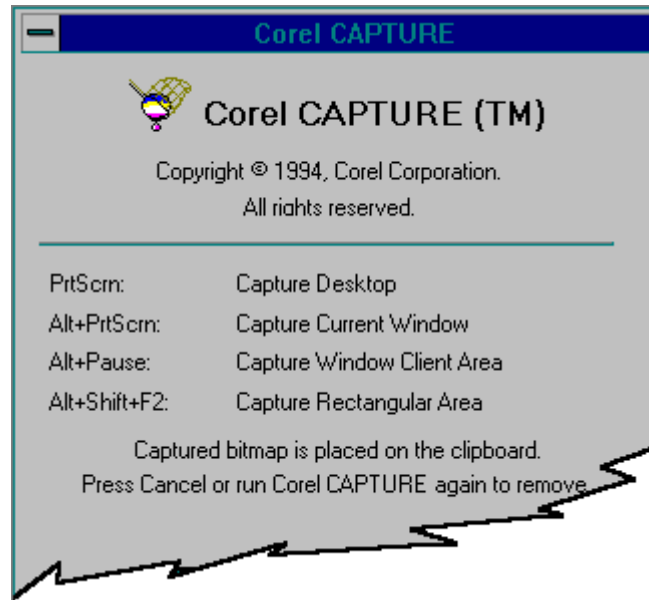 Corel CAPTURE
Corel CAPTURE (TM)
Copyright © 1994, Corel Corporation.
All rights reserved.
PrtScrn: Capture Desktop
Alt+PrtScrn: Capture Current Window
Alt+Pause: Capture Window Client Area
Alt+Shift+F2: Capture Rectangular Area
Captured bitmap is placed on the clipboard.
Press Cancel or run Corel CAPTURE again to remove